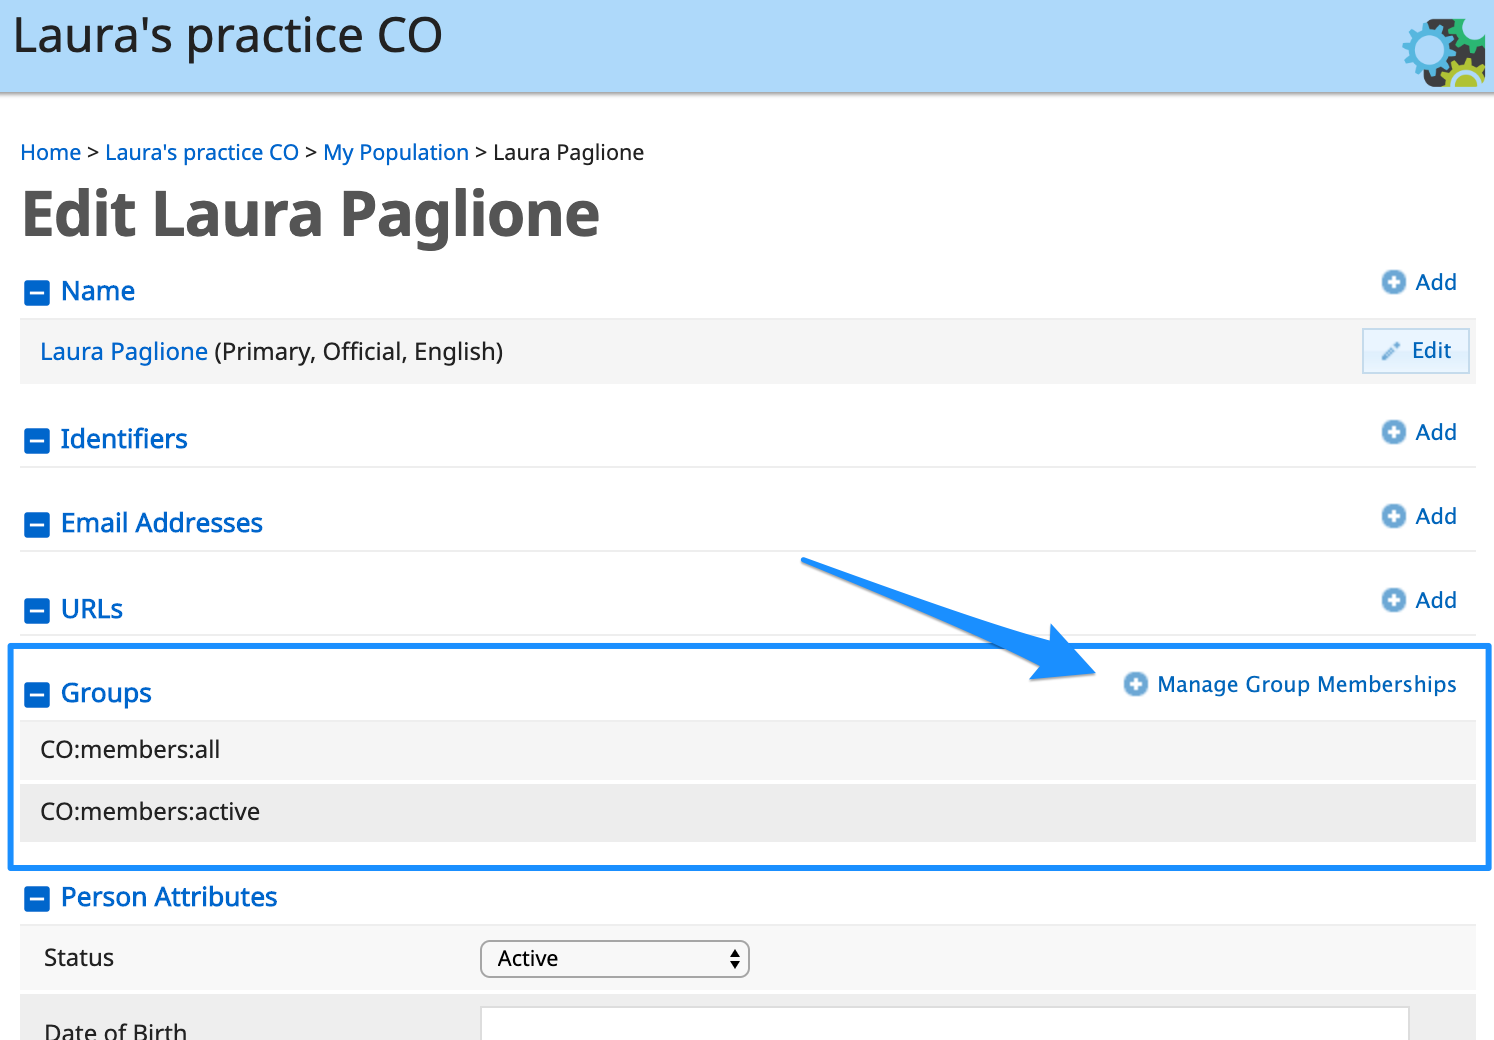 Laura's practice CO
Home > Laura's practice CO > My Population > Laura Paglione
Edit Laura Paglione
Name
Add
Laura Paglione (Primary, Official, English)
Edit
Identifiers
Add
Email Addresses
Add
URLs
Add
Groups
Manage Group Memberships
CO:members:all
CO:members:active
Person Attributes
Status
Active
Date of Birth